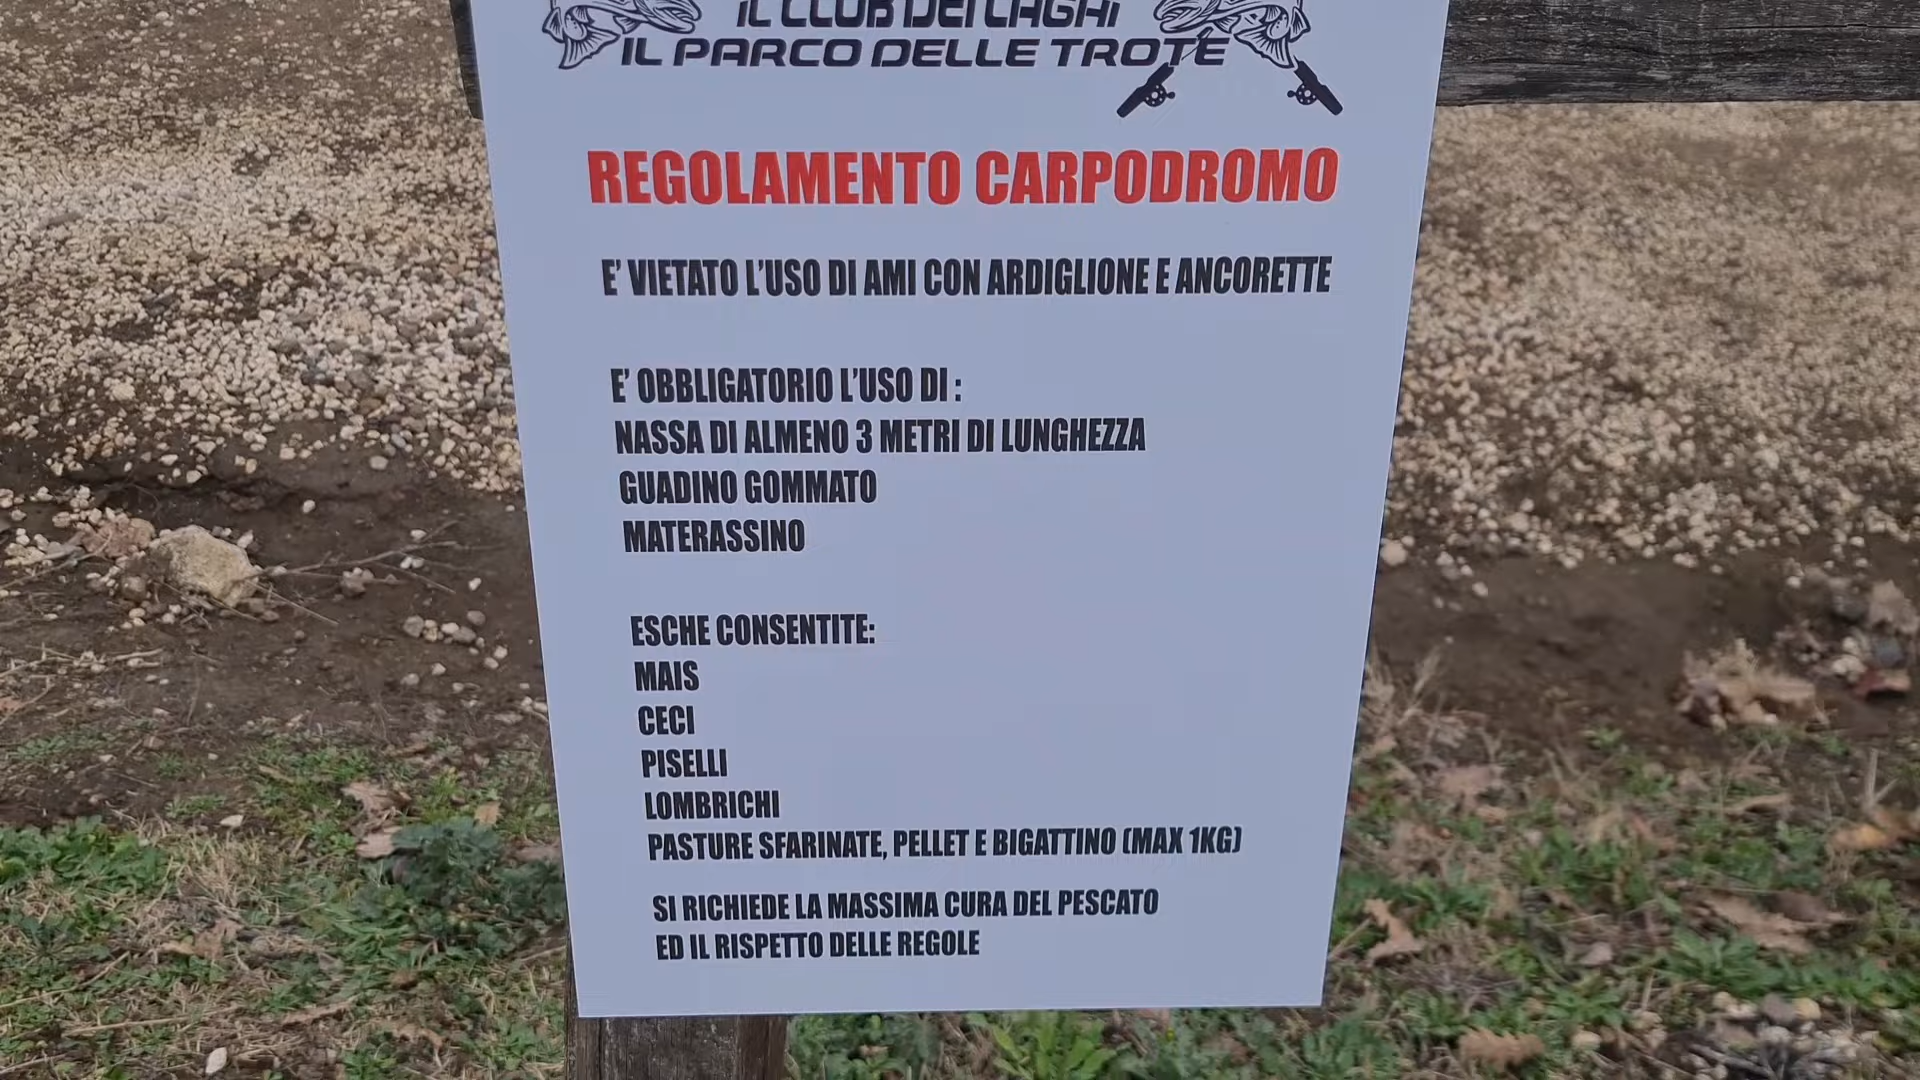 IL CLUB DEI LAGHI
IL PARCO DELLE TROTE
REGOLAMENTO CARPODROMO
E' VIETATO L'USO DI AMI CON ARDIGLIONE E ANCORETTE
E' OBBLIGATORIO L'USO DI :
NASSA DI ALMENO 3 METRI DI LUNGHEZZA
GUADINO GOMMATO
MATERASSINO
ESCHE CONSENTITE:
MAIS
CECI
PISELLI
LOMBRICHI
PASTURE SFARINATE, PELLET E BIGATTINO (MAX 1KG)
SI RICHIEDE LA MASSIMA CURA DEL PESCATO
ED IL RISPETTO DELLE REGOLE